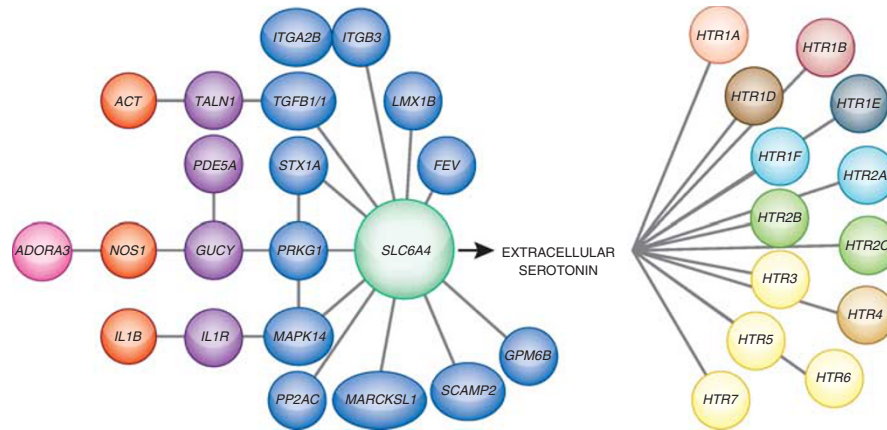 ITGA2B ITGB3
ACT TALN1 TGFB1/1 LMX1B
PDE5A STX1A FEV
ADORA3 NOS1 GUCY PRKG1 SLC6A4 EXTRACELLULAR
SEROTONIN
IL1B IL1R MAPK14
GPM6B
PP2AC MARCKSL1 SCAMP2
HTR1A
HTR1B
HTR1D
HTR1E
HTR1F
HTR2A
HTR2B
HTR2C
HTR3
HTR4
HTR5
HTR6
HTR7